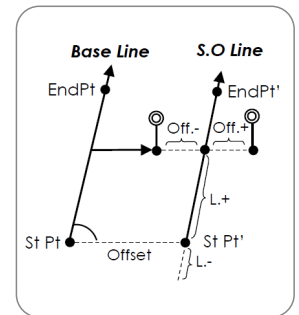 Base Line S.O Line
EndPt EndPt’
Off.- Off.+
L.+
St Pt St Pt’
Offset
L.-